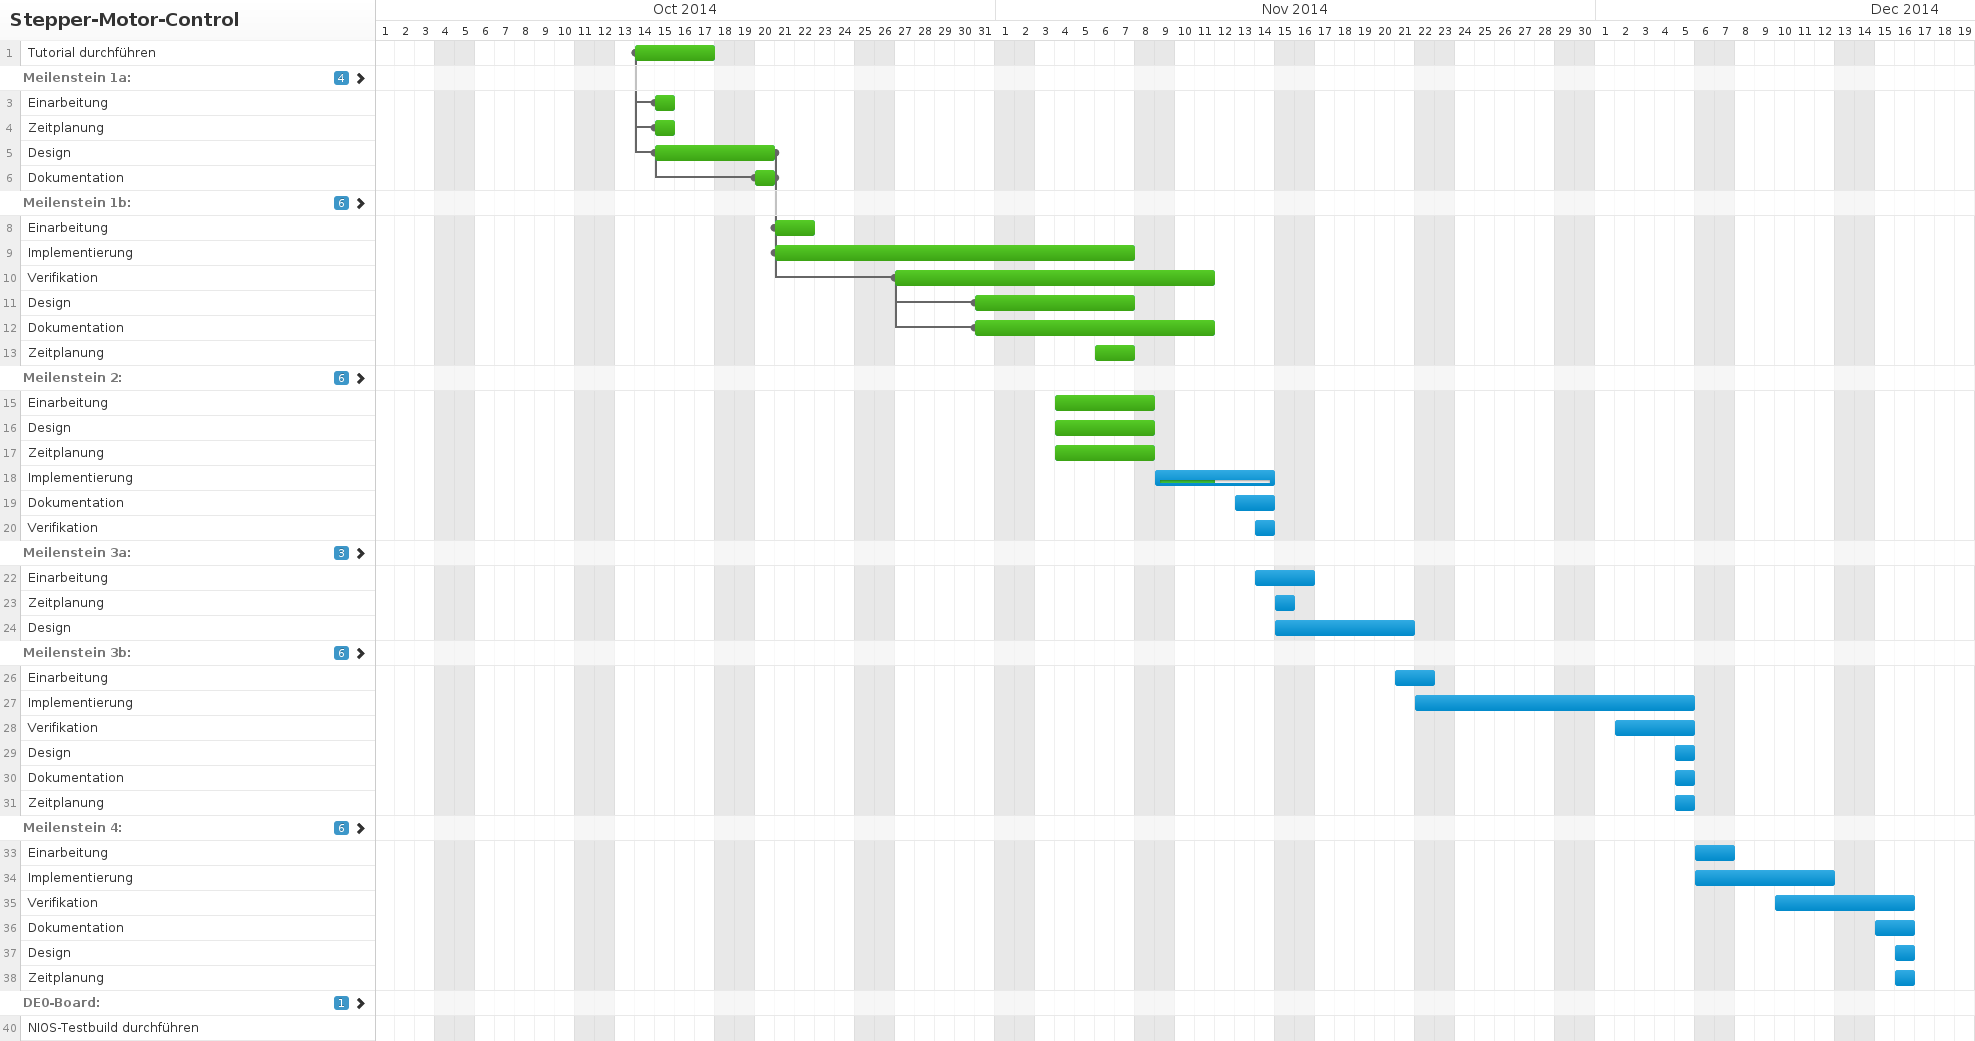 Stepper-Motor-Control
Oct 2014 Nov 2014 Dec 2014
1 2 3 4 5 6 7 8 9 10 11 12 13 14 15 16 17 18 19 20 21 22 23 24 25 26 27 28 29 30 31 1 2 3 4 5 6 7 8 9 10 11 12 13 14 15 16 17 18 19 20 21 22 23 24 25 26 27 28 29 30 1 2 3 4 5 6 7 8 9 10 11 12 13 14 15 16 17 18 19
1 Tutorial durchführen
Meilenstein 1a: 4
3 Einarbeitung
4 Zeitplanung
5 Design
6 Dokumentation
Meilenstein 1b: 6
8 Einarbeitung
9 Implementierung
10 Verifikation
11 Design
12 Dokumentation
13 Zeitplanung
Meilenstein 2: 6
15 Einarbeitung
16 Design
17 Zeitplanung
18 Implementierung
19 Dokumentation
20 Verifikation
Meilenstein 3a: 3
22 Einarbeitung
23 Zeitplanung
24 Design
Meilenstein 3b: 6
26 Einarbeitung
27 Implementierung
28 Verifikation
29 Design
30 Dokumentation
31 Zeitplanung
Meilenstein 4: 6
33 Einarbeitung
34 Implementierung
35 Verifikation
36 Dokumentation
37 Design
38 Zeitplanung
DE0-Board: 1
40 NIOS-Testbuild durchführen